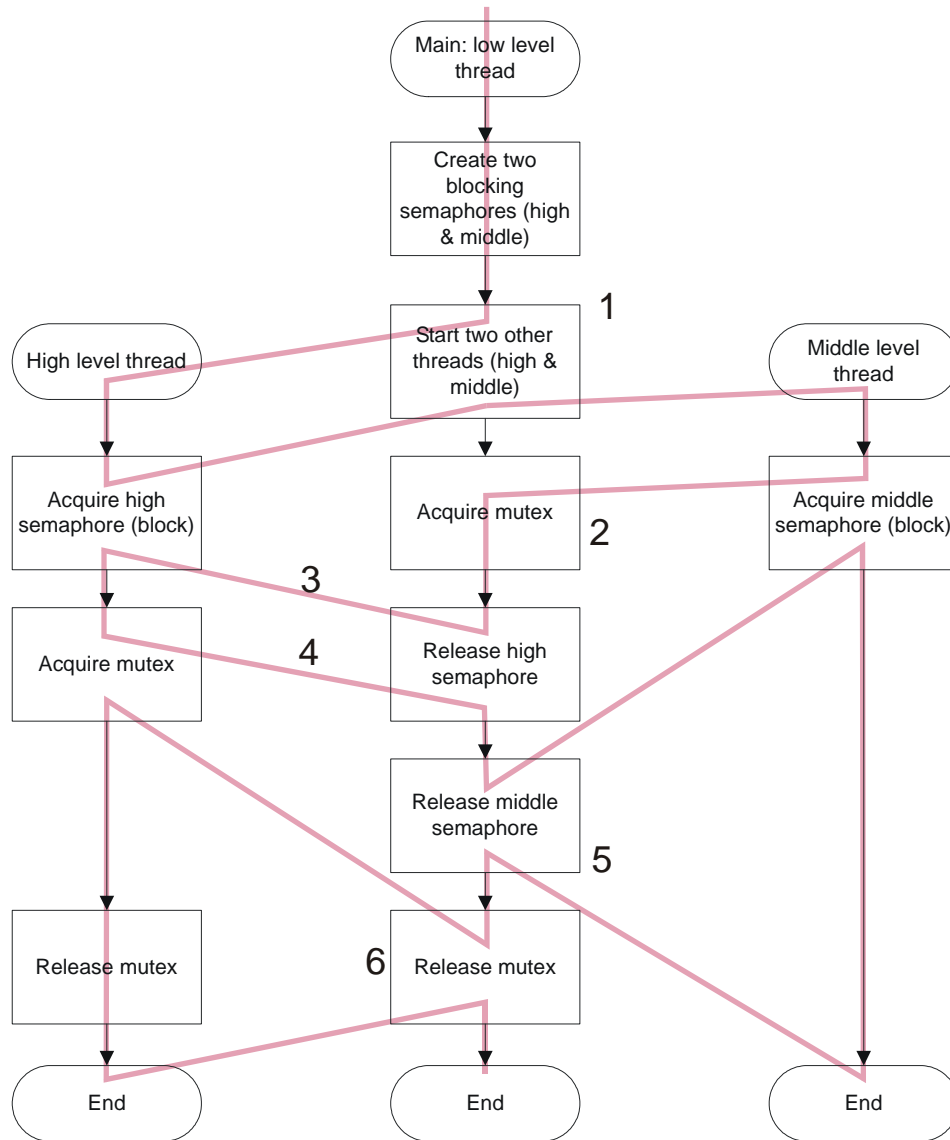 Main: low level
thread
Create two
blocking
semaphores (high
& middle)
1
High level thread
Start two other
threads (high &
middle)
Middle level
thread
Acquire high
semaphore (block)
Acquire mutex
2
Acquire middle
semaphore (block)
3
Acquire mutex
4
Release high
semaphore
Release middle
semaphore
5
Release mutex
6
Release mutex
End
End
End